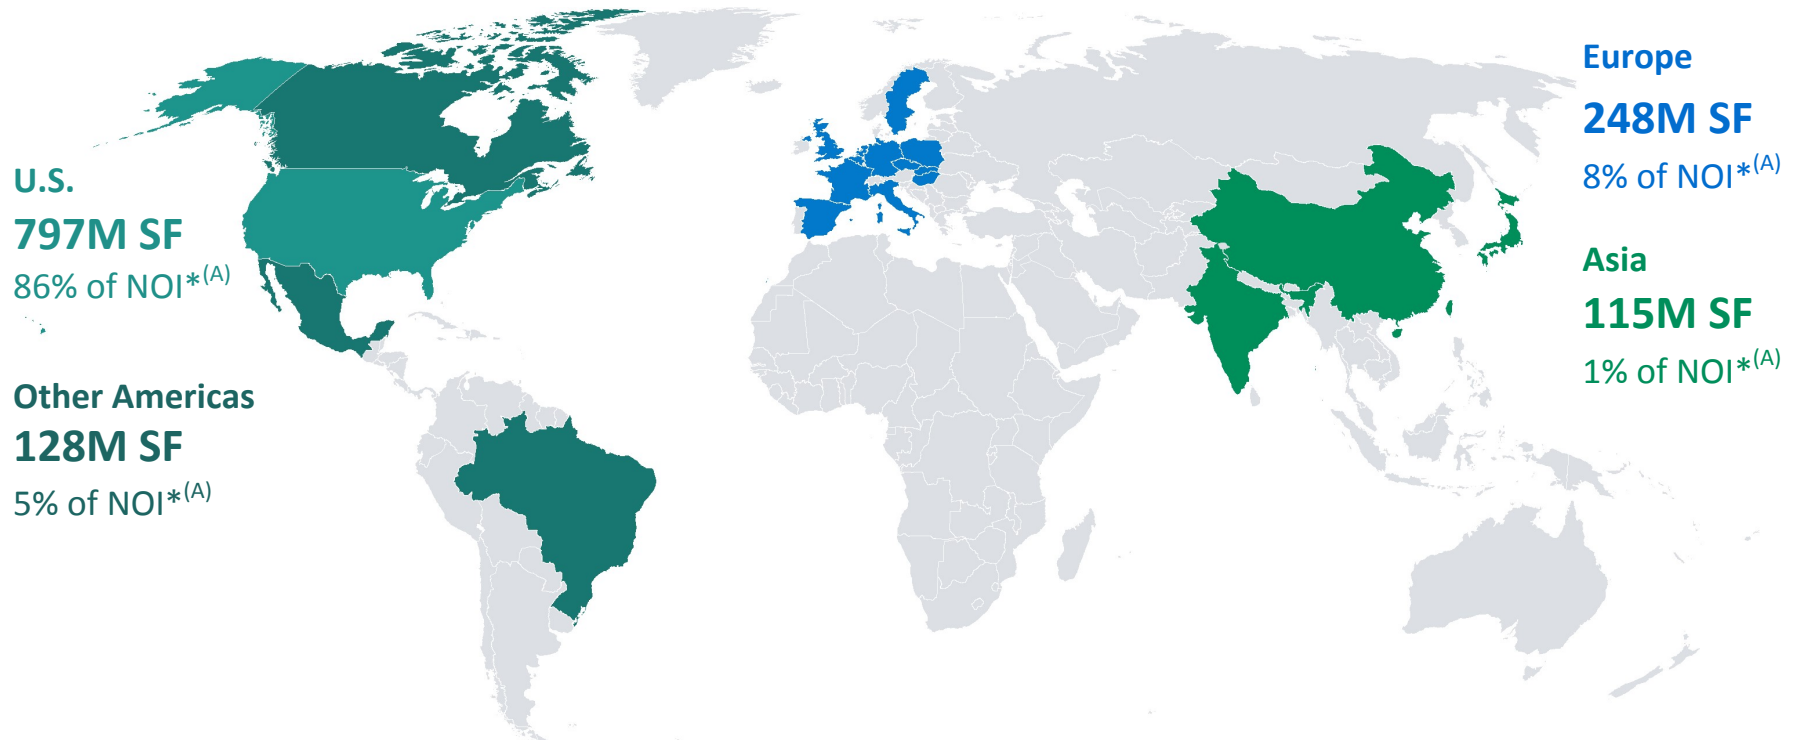 U.S.
797M SF
86% of NOI*(A)
Other Americas
128M SF
5% of NOI*(A)
Europe
248M SF
8% of NOI*(A)
Asia
115M SF
1% of NOI*(A)